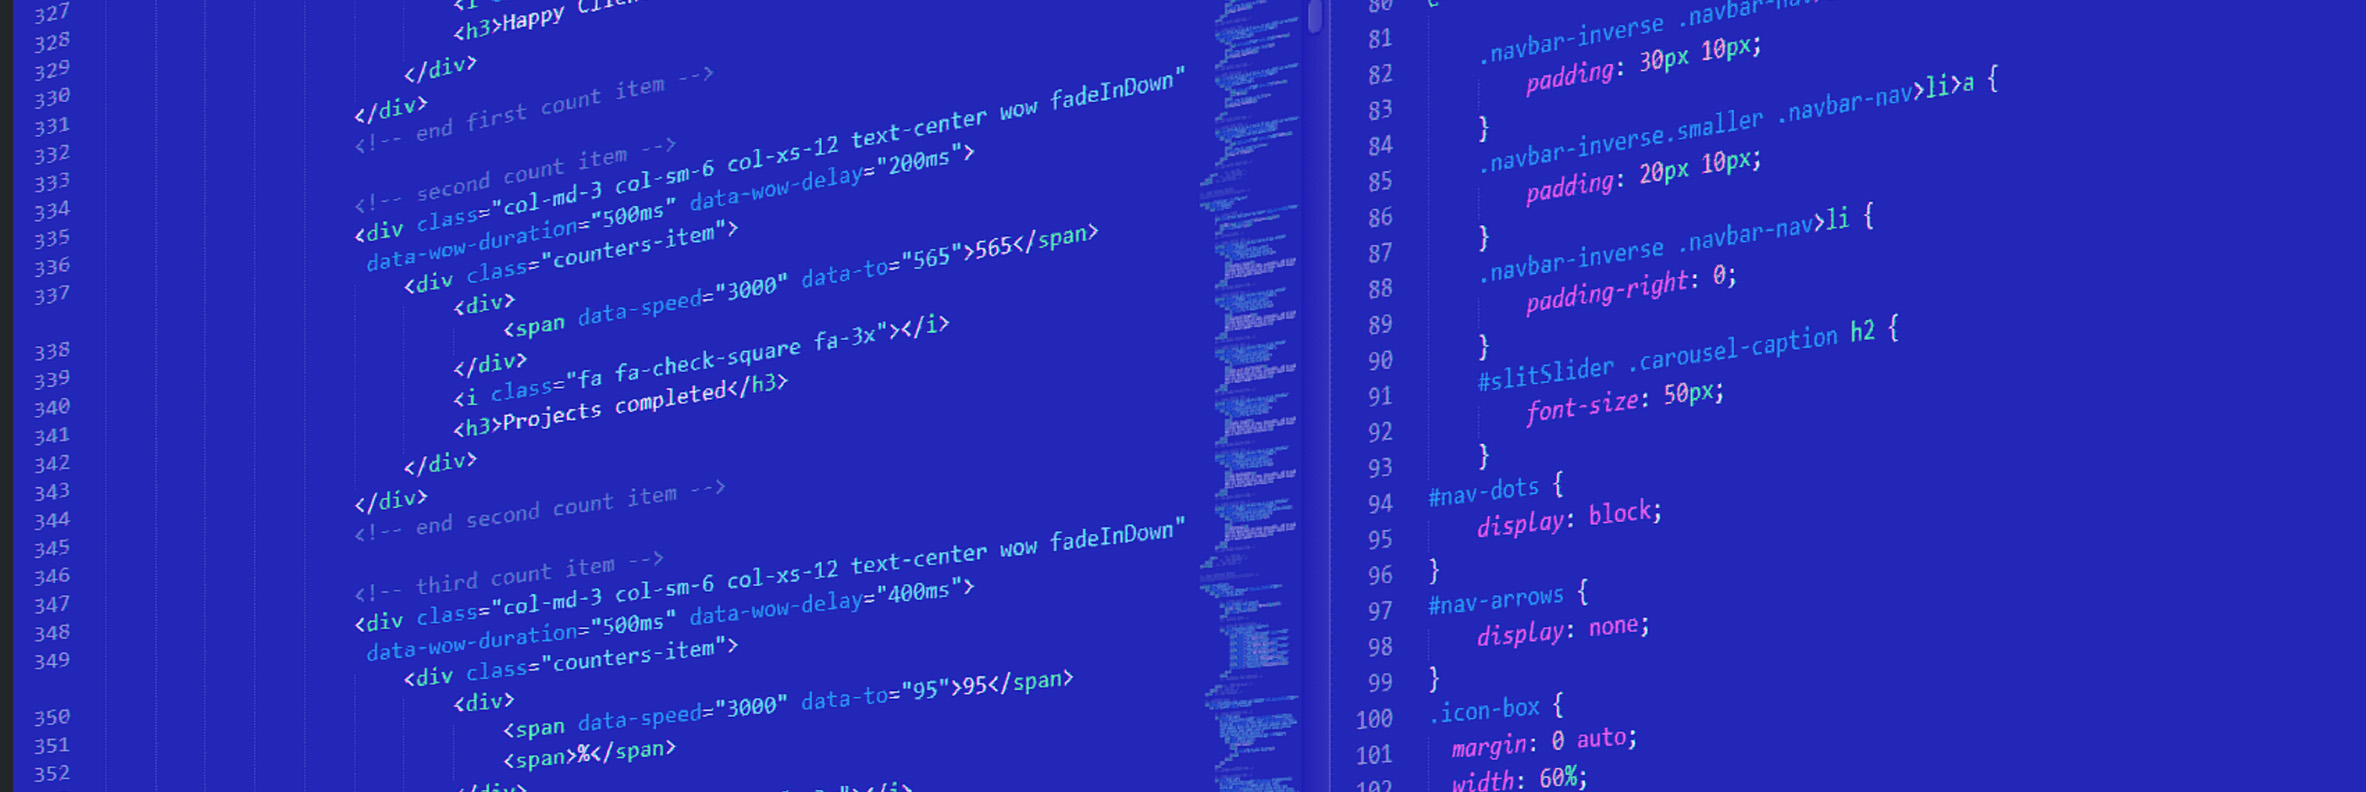 327
328
329
330
331
332
333
334
335
336
337
338
339
340
341
342
343
344
345
346
347
348
349
350
351
352
<h3>Happy
</div>
</div>
<!-- end first count item -->
<!-- second count item -->
<div class="col-md-3 col-sm-6 col-xs-12 text-center wow fadeInDown"
data-wow-duration="500ms" data-wow-delay="200ms">
<div class="counters-item">
<div>
<span data-speed="3000" data-to="565">565</span>
</div>
<i class="fa fa-check-square fa-3x"></i>
<h3>Projects completed</h3>
</div>
</div>
<!-- end second count item -->
<!-- third count item -->
<div class="col-md-3 col-sm-6 col-xs-12 text-center wow fadeInDown"
data-wow-duration="500ms" data-wow-delay="400ms">
<div class="counters-item">
<div>
<span data-speed="3000" data-to="95">95</span>
<span>%</span>
80
81
82
83
84
85
86
87
88
89
90
91
92
93
94
95
96
97
98
99
100
101
102
.navbar-inverse
padding: 30px 10px;
}
.navbar-inverse.smaller .navbar-nav>li>a {
padding: 20px 10px;
}
.navbar-inverse .navbar-nav>li {
padding-right: 0;
}
#slitSlider .carousel-caption h2 {
font-size: 50px;
}
#nav-dots {
display: block;
}
#nav-arrows {
display: none;
}
.icon-box {
margin: 0 auto;
width: 60%;